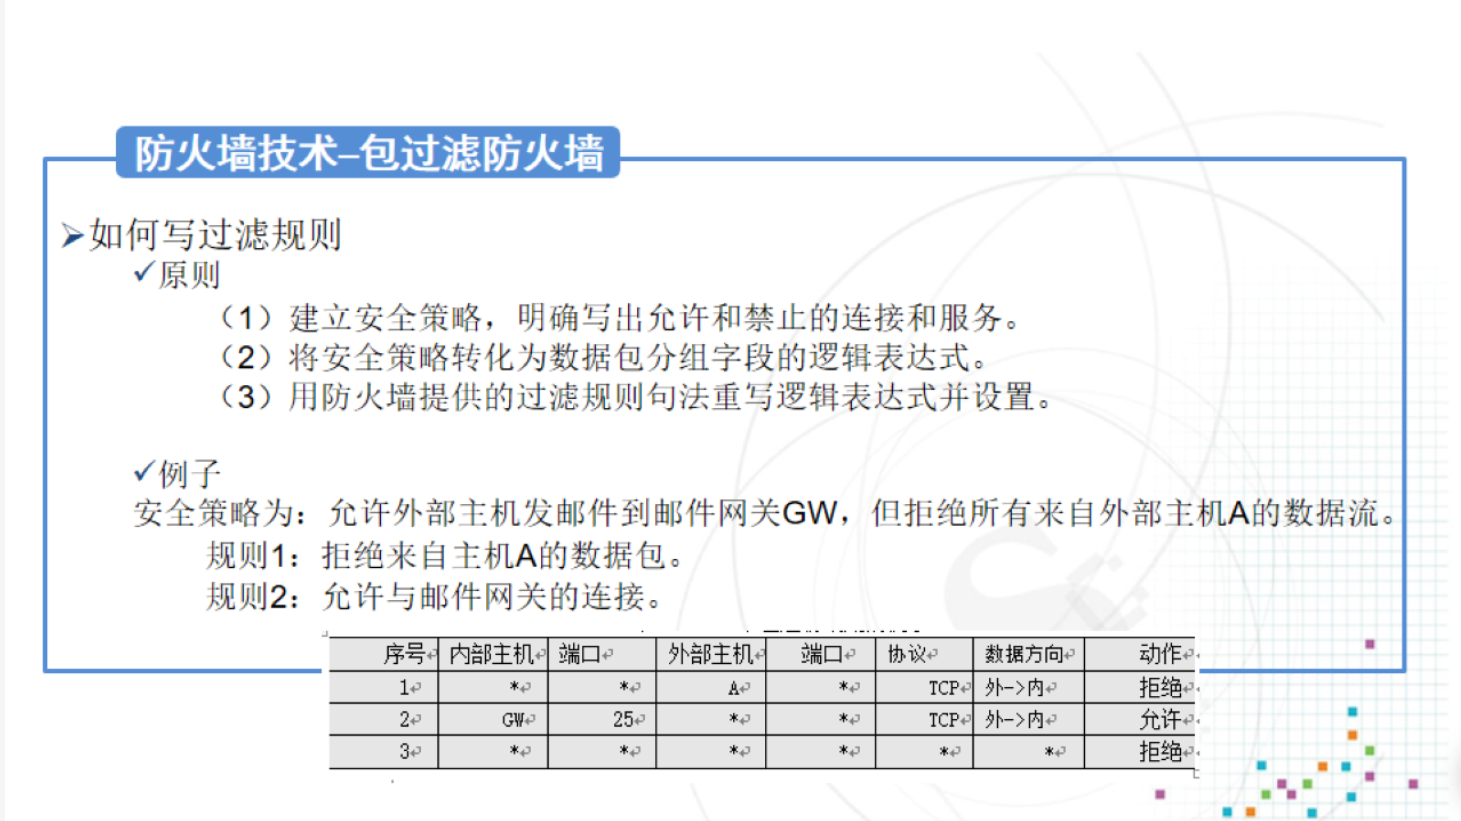 防火墙技术–包过滤防火墙
➢如何写过滤规则
✓原则
（1）建立安全策略，明确写出允许和禁止的连接和服务。
（2）将安全策略转化为数据包分组字段的逻辑表达式。
（3）用防火墙提供的过滤规则句法重写逻辑表达式并设置。
✓例子
安全策略为：允许外部主机发邮件到邮件网关GW，但拒绝所有来自外部主机A的数据流。
规则1：拒绝来自主机A的数据包。
规则2：允许与邮件网关的连接。
序号 内部主机 端口 外部主机 端口 协议 数据方向 动作
1 * * A * TCP 外->内 拒绝
2 GW 25 * * TCP 外->内 允许
3 * * * * * * 拒绝